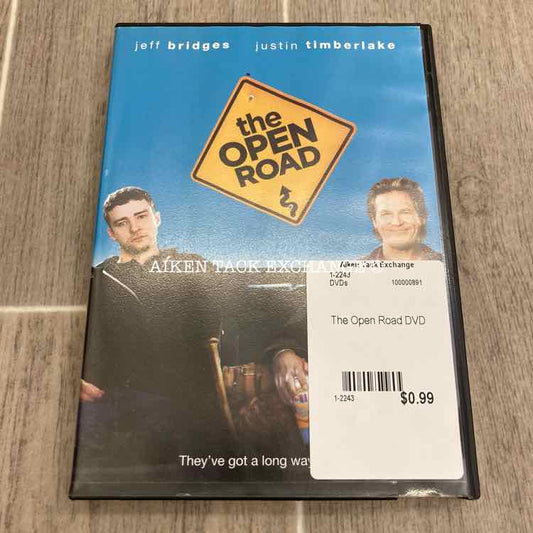 jeff bridges justin timberlake
the
OPEN
ROAD
AIKEN TACK EXCHANGE
Aiken Tack Exchange
1-2243
DVDs 100000891
The Open Road DVD
1-2243 $0.99
They've got a long way